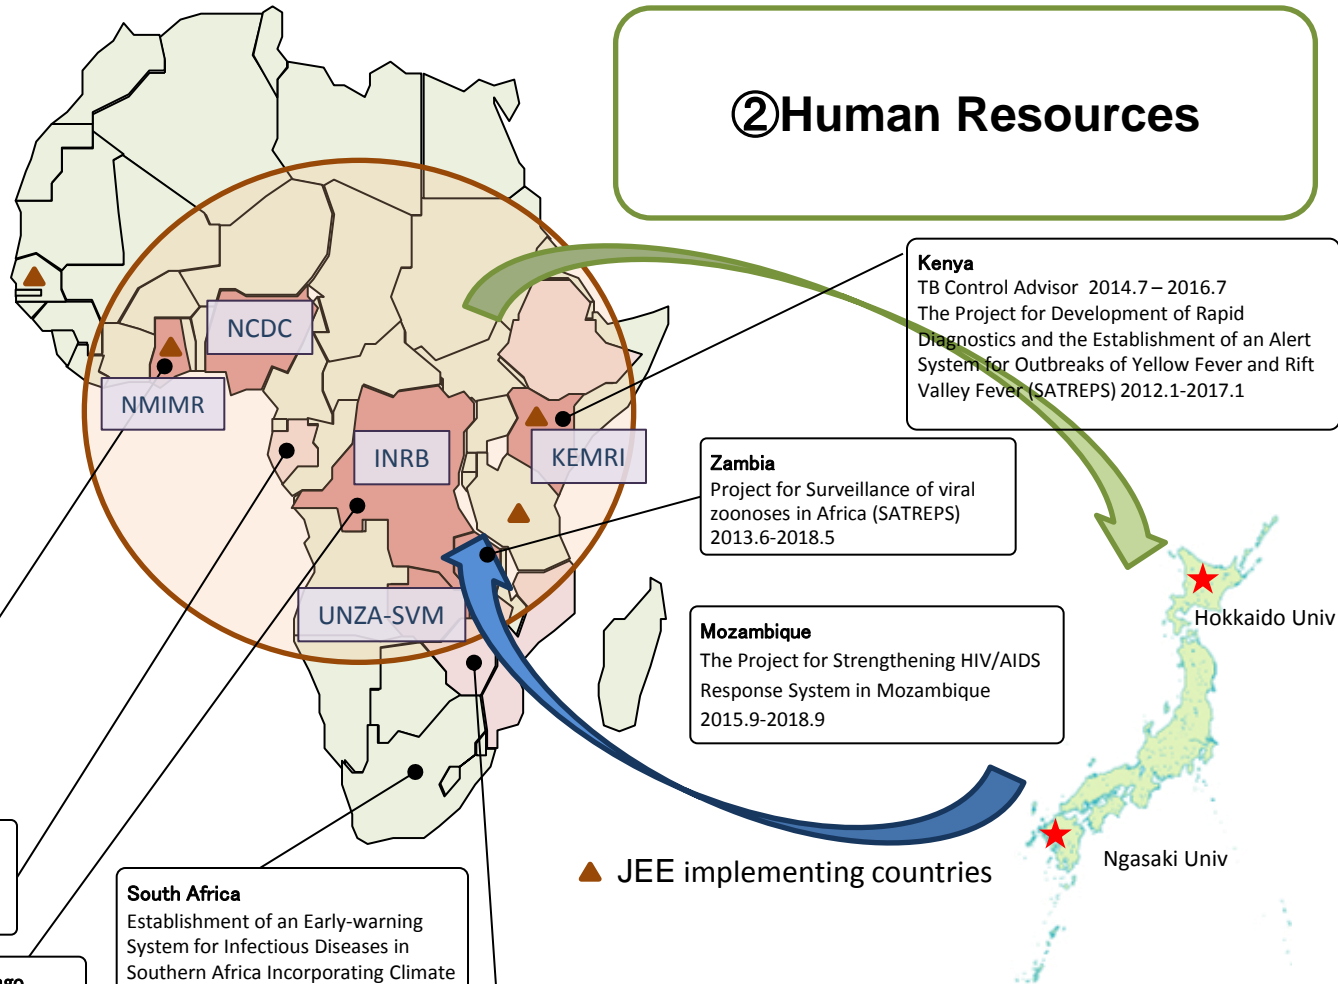 ②Human Resources
Kenya
TB Control Advisor 2014.7 – 2016.7
The Project for Development of Rapid
Diagnostics and the Establishment of an Alert
System for Outbreaks of Yellow Fever and Rift
Valley Fever (SATREPS) 2012.1-2017.1
NCDC
NMIMR
INRB
KEMRI
Zambia
Project for Surveillance of viral
zoonoses in Africa (SATREPS)
2013.6-2018.5
UNZA-SVM
Hokkaido Univ
Mozambique
The Project for Strengthening HIV/AIDS
Response System in Mozambique
2015.9-2018.9
Ngasaki Univ
JEE implementing countries
South Africa
Establishment of an Early-warning
System for Infectious Diseases in
Southern Africa Incorporating Climate